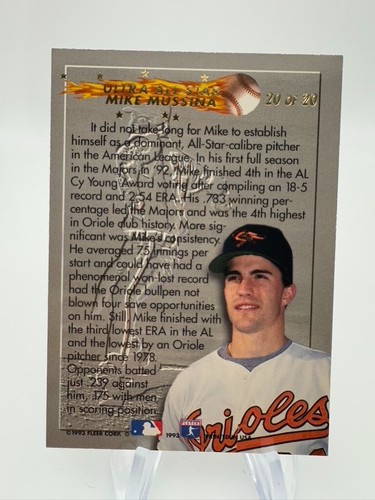 ULTRA ALL-STARS
MIKE MUSSINA
20 OF 20
It did not take long for Mike to establish
himself as a dominant, All-Star-calibre pitcher
in the American League. In his first full season
in the Majors in '92, Mike finished 4th in the AL
Cy Young Award voting after compiling an 18-5
record and 2.54 ERA. His .783 winning per-
centage led the Majors and was the 4th highest
in Oriole club history. More sig-
nificant was Mike's consistency.
He averaged 7.5 innings per
start and could have had a
phenomenal won-lost record
had the Oriole bullpen not
blown four save opportunities
on him. Still, Mike finished with
the third lowest ERA in the AL
and the lowest by an Oriole
pitcher since 1978.
Opponents batted
just .239 against
him, .175 with men
in scoring position.
Orioles
©1993 FLEER CORP.
1993
PRINTED IN USA